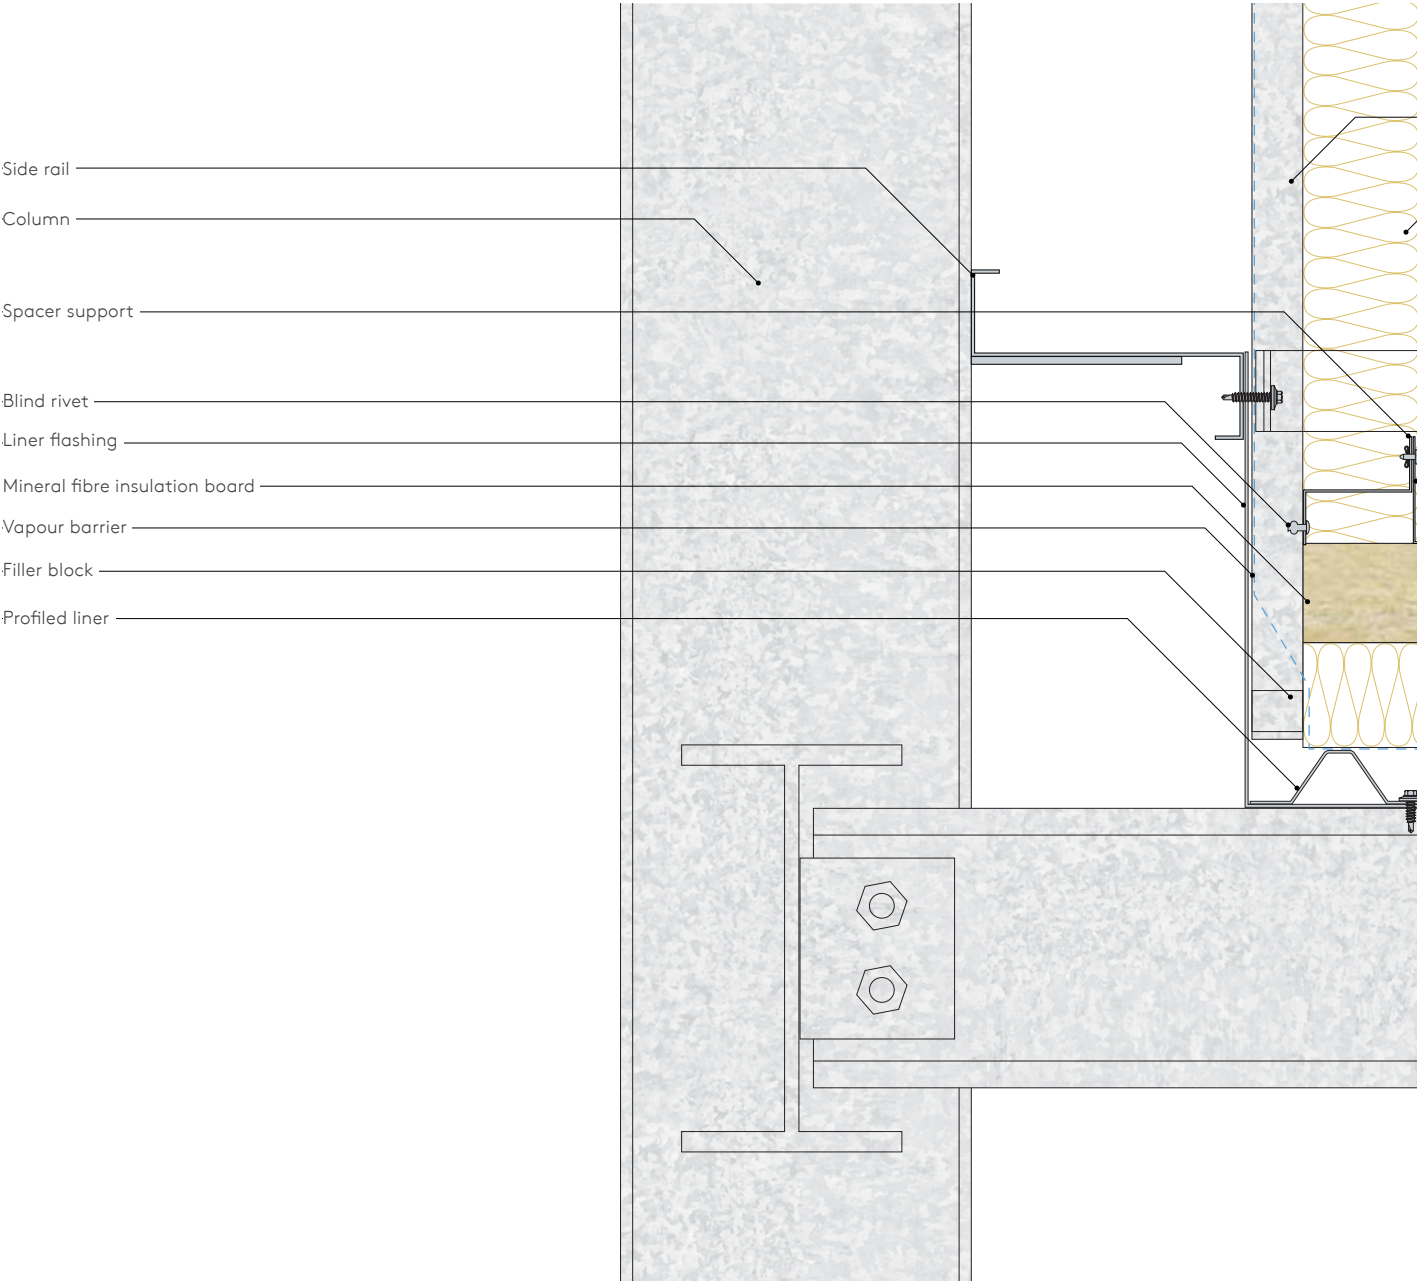 Side rail
Column
Spacer support
Blind rivet
Liner flashing
Mineral fibre insulation board
Vapour barrier
Filler block
Profiled liner